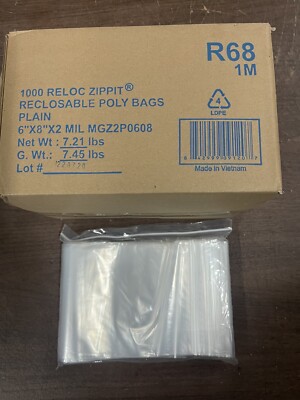 R68
1M
1000 RELOC ZIPPIT®
RECLOSABLE POLY BAGS
PLAIN
6"X8"X2 MIL MGZ2P0608
Net Wt : 7.21 lbs
G. Wt.: 7.45 lbs
Lot #
4
LDPE
Made in Vietnam